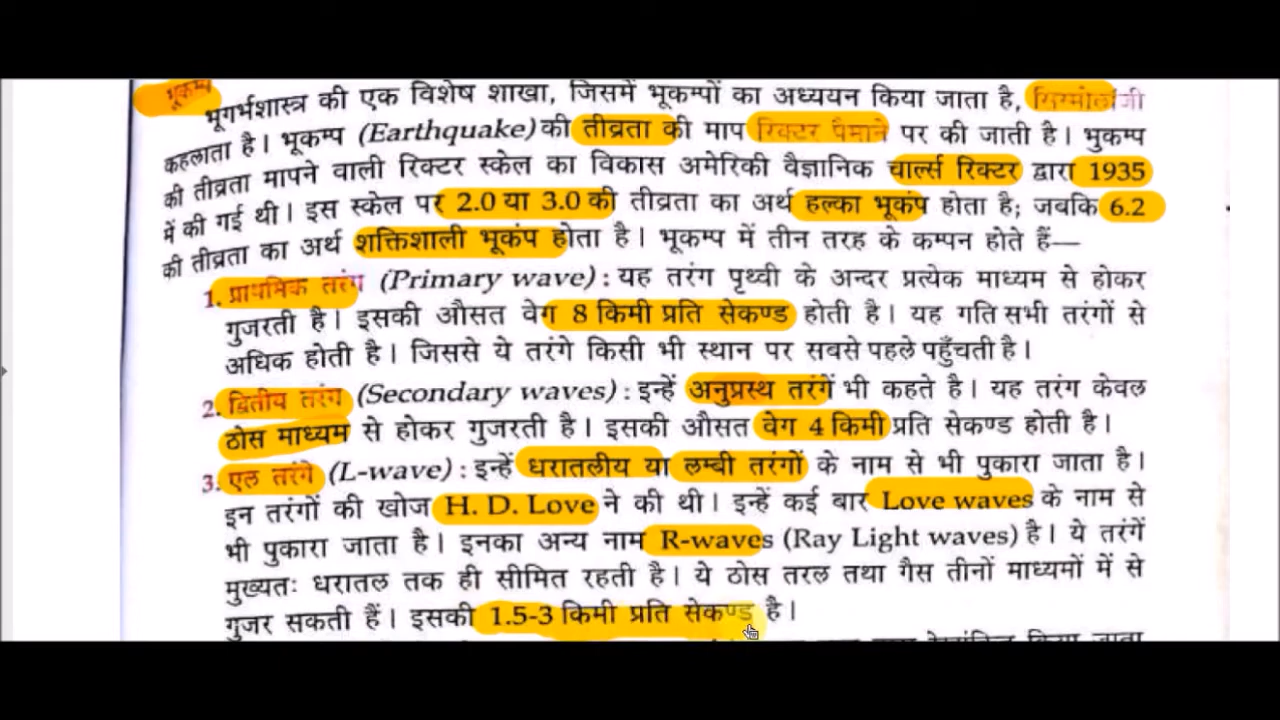 भूकम्प
भूगर्भशास्त्र की एक विशेष शाखा, जिसमें भूकम्पों का अध्ययन किया जाता है, सिस्मोलॉजी
कहलाता है। भूकम्प (Earthquake) की तीव्रता की माप रिक्टर पैमाने पर की जाती है। भुकम्प
की तीव्रता मापने वाली रिक्टर स्केल का विकास अमेरिकी वैज्ञानिक चार्ल्स रिक्टर द्वारा 1935
में की गई थी। इस स्केल पर 2.0 या 3.0 की तीव्रता का अर्थ हल्का भूकंप होता है; जबकि 6.2
की तीव्रता का अर्थ शक्तिशाली भूकंप होता है। भूकम्प में तीन तरह के कम्पन होते हैं—
1. प्राथमिक तरंग (Primary wave) : यह तरंग पृथ्वी के अन्दर प्रत्येक माध्यम से होकर
गुजरती है। इसकी औसत वेग 8 किमी प्रति सेकण्ड होती है। यह गति सभी तरंगों से
अधिक होती है। जिससे ये तरंगे किसी भी स्थान पर सबसे पहले पहुँचती है।
2. द्वितीय तरंग (Secondary waves) : इन्हें अनुप्रस्थ तरंगें भी कहते है। यह तरंग केवल
ठोस माध्यम से होकर गुजरती है। इसकी औसत वेग 4 किमी प्रति सेकण्ड होती है।
3. एल तरंगे (L-wave) : इन्हें धरातलीय या लम्बी तरंगों के नाम से भी पुकारा जाता है।
इन तरंगों की खोज H. D. Love ने की थी। इन्हें कई बार Love waves के नाम से
भी पुकारा जाता है। इनका अन्य नाम R-waves (Ray Light waves) है। ये तरंगें
मुख्यतः धरातल तक ही सीमित रहती है। ये ठोस तरल तथा गैस तीनों माध्यमों में से
गुजर सकती हैं। इसकी 1.5-3 किमी प्रति सेकण्ड है।